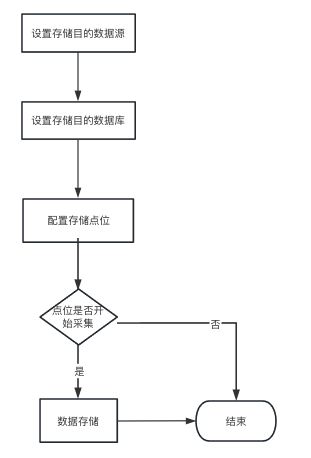 设置存储目的数据源
设置存储目的数据库
配置存储点位
点位是否开
始采集
否
是
数据存储
结束